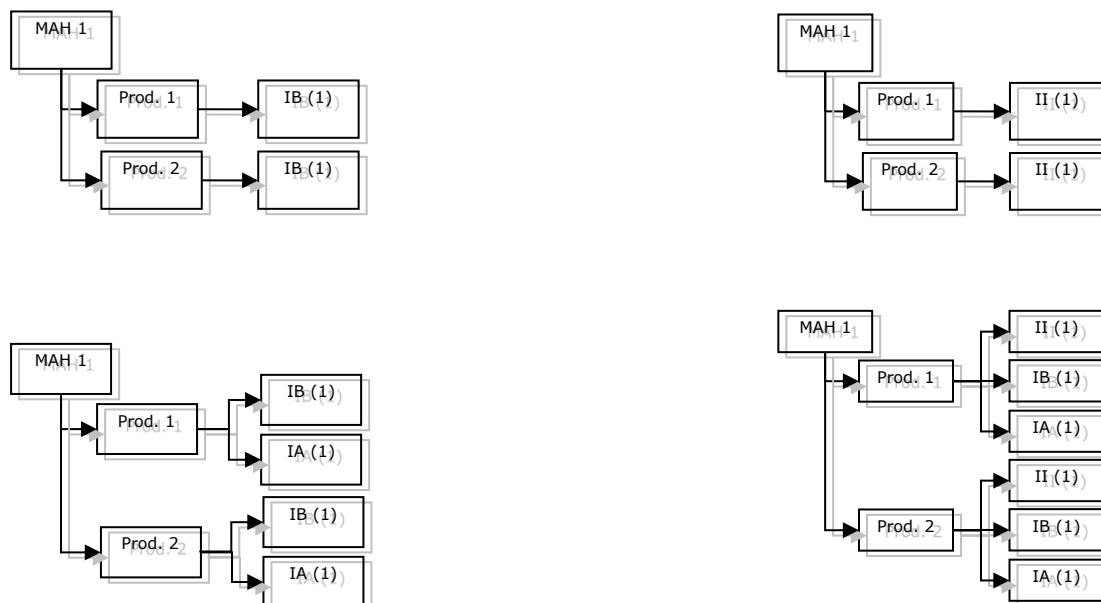 MAH 1
Prod. 1
IB (1)
Prod. 2
IB (1)
MAH 1
Prod. 1
II (1)
Prod. 2
II (1)
MAH 1
Prod. 1
IB (1)
IA (1)
Prod. 2
IB (1)
IA (1)
MAH 1
Prod. 1
II (1)
IB (1)
IA (1)
Prod. 2
II (1)
IB (1)
IA (1)